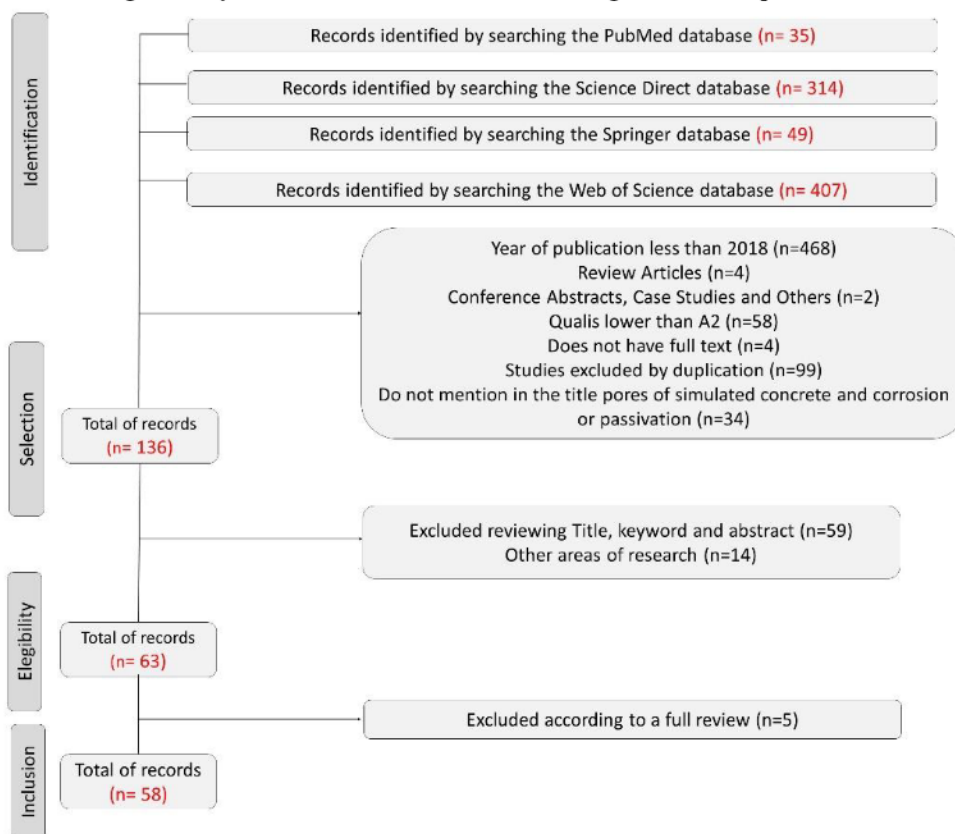 Identification
Records identified by searching the PubMed database (n= 35)
Records identified by searching the Science Direct database (n= 314)
Records identified by searching the Springer database (n= 49)
Records identified by searching the Web of Science database (n= 407)
Year of publication less than 2018 (n=468)
Review Articles (n=4)
Conference Abstracts, Case Studies and Others (n=2)
Qualis lower than A2 (n=58)
Does not have full text (n=4)
Studies excluded by duplication (n=99)
Do not mention in the title pores of simulated concrete and corrosion
or passivation (n=34)
Selection
Total of records
(n= 136)
Excluded reviewing Title, keyword and abstract (n=59)
Other areas of research (n=14)
Elegibility
Total of records
(n= 63)
Excluded according to a full review (n=5)
Inclusion
Total of records
(n= 58)